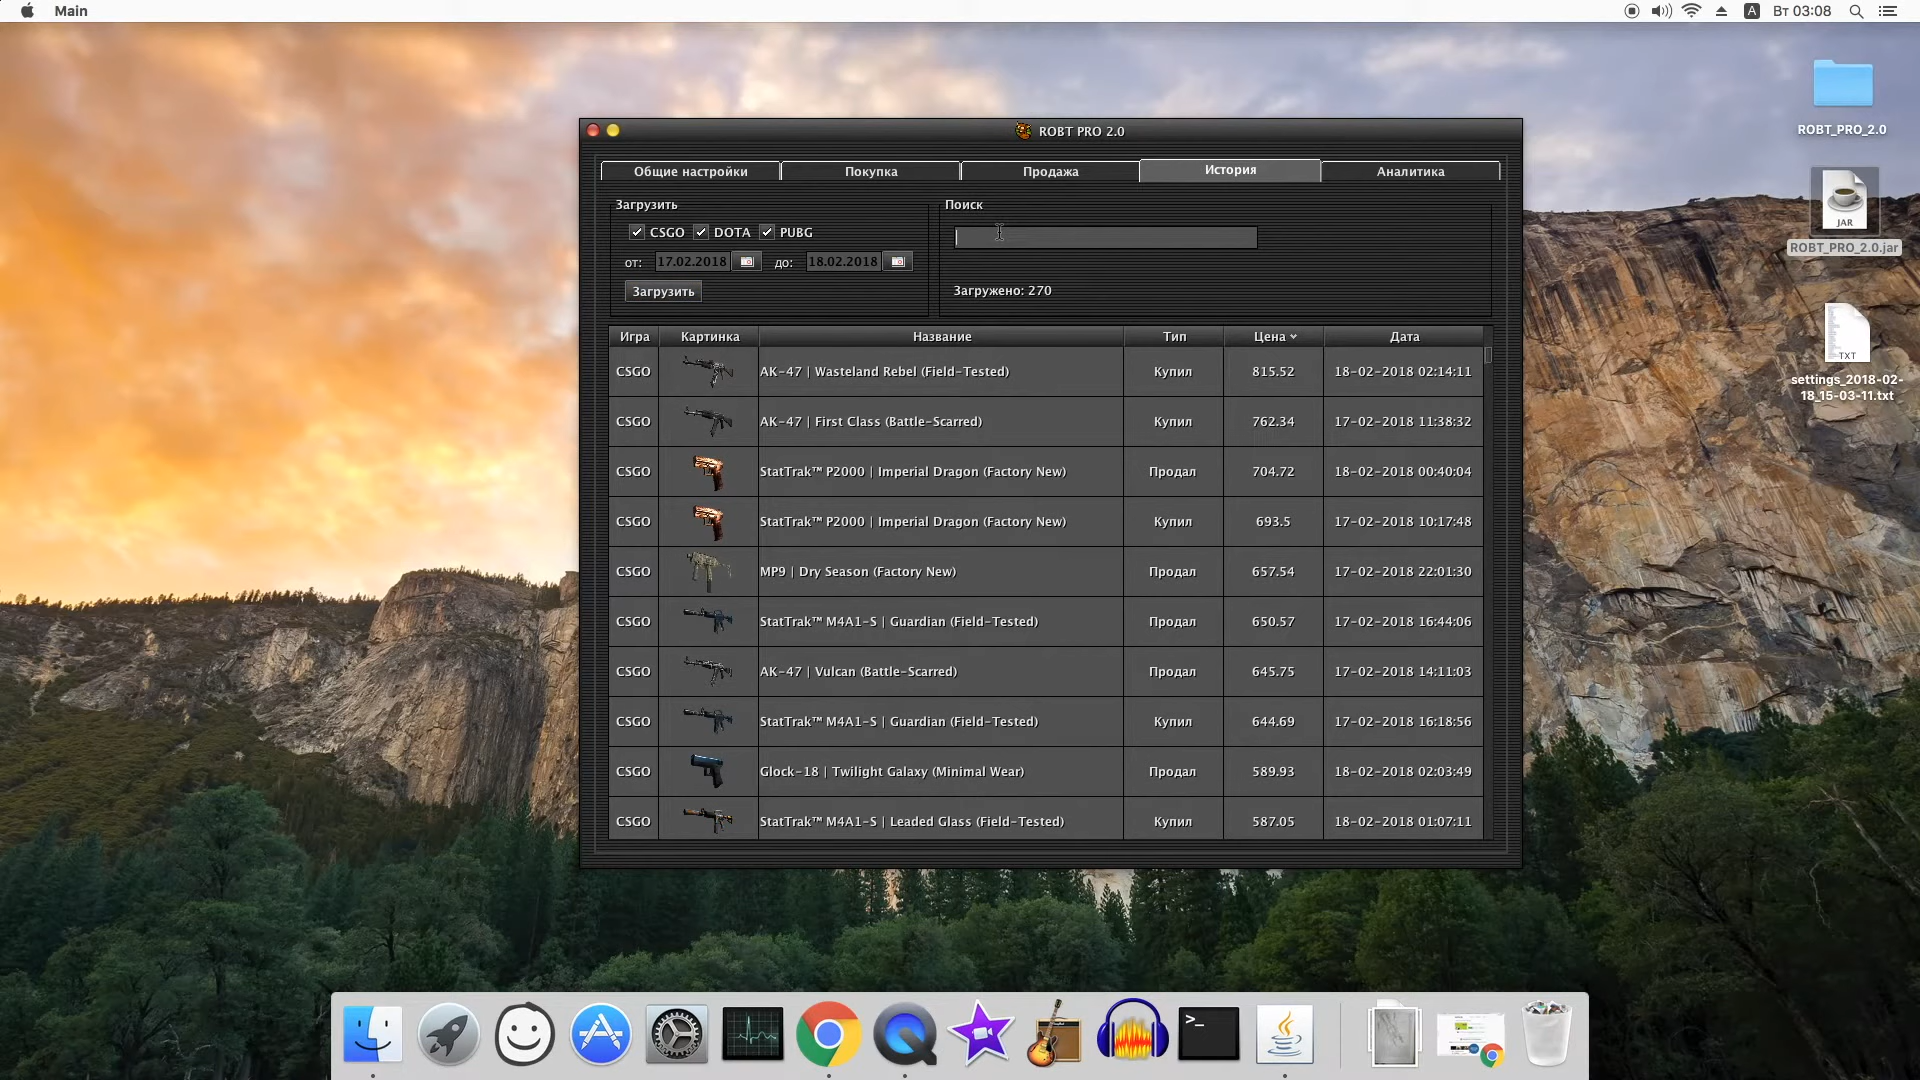 Main
A
Вт 03:08
ROBT PRO 2.0
Общие настройки
Покупка
Продажа
История
Аналитика
Загрузить
CSGO
DOTA
PUBG
от:
17.02.2018
до:
18.02.2018
Загрузить
Поиск
Загружено: 270
Игра
Картинка
Название
Тип
Цена
Дата
CSGO AK-47 | Wasteland Rebel (Field-Tested) Купил 815.52 18-02-2018 02:14:11
CSGO AK-47 | First Class (Battle-Scarred) Купил 762.34 17-02-2018 11:38:32
CSGO StatTrak™ P2000 | Imperial Dragon (Factory New) Продал 704.72 18-02-2018 00:40:04
CSGO StatTrak™ P2000 | Imperial Dragon (Factory New) Купил 693.5 17-02-2018 10:17:48
CSGO MP9 | Dry Season (Factory New) Продал 657.54 17-02-2018 22:01:30
CSGO StatTrak™ M4A1-S | Guardian (Field-Tested) Продал 650.57 17-02-2018 16:44:06
CSGO AK-47 | Vulcan (Battle-Scarred) Продал 645.75 17-02-2018 14:11:03
CSGO StatTrak™ M4A1-S | Guardian (Field-Tested) Купил 644.69 17-02-2018 16:18:56
CSGO Glock-18 | Twilight Galaxy (Minimal Wear) Продал 589.93 18-02-2018 02:03:49
CSGO StatTrak™ M4A1-S | Leaded Glass (Field-Tested) Купил 587.05 18-02-2018 01:07:11
ROBT_PRO_2.0
JAR
ROBT_PRO_2.0.jar
TXT
settings_2018-02-
18_15-03-11.txt
>_